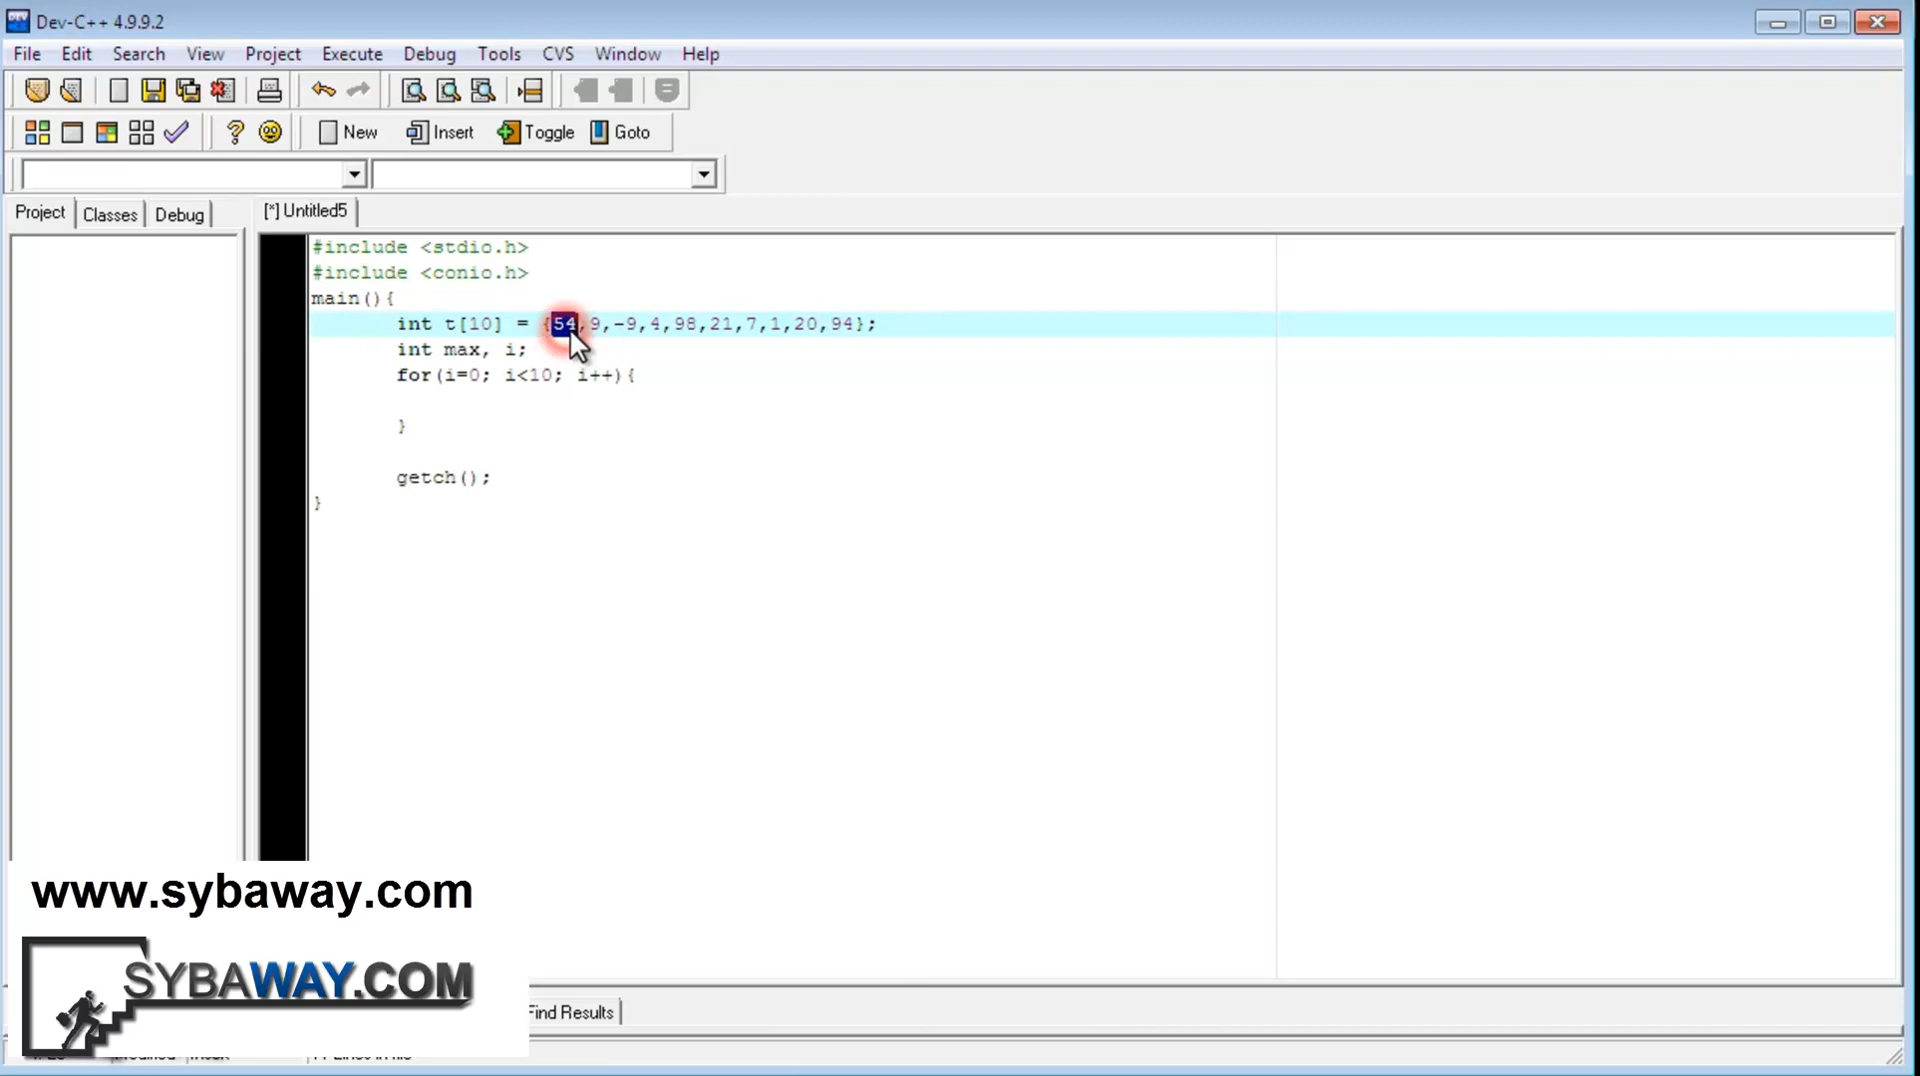 Dev-C++ 4.9.9.2
File Edit Search View Project Execute Debug Tools CVS Window Help
New Insert Toggle Goto
Project Classes Debug
[*] Untitled5
#include <stdio.h>
#include <conio.h>
main(){
int t[10] = {54,9,-9,4,98,21,7,1,20,94};
int max, i;
for(i=0; i<10; i++){
}
getch();
}
www.sybaway.com
SYBAWAY.COM
Find Results